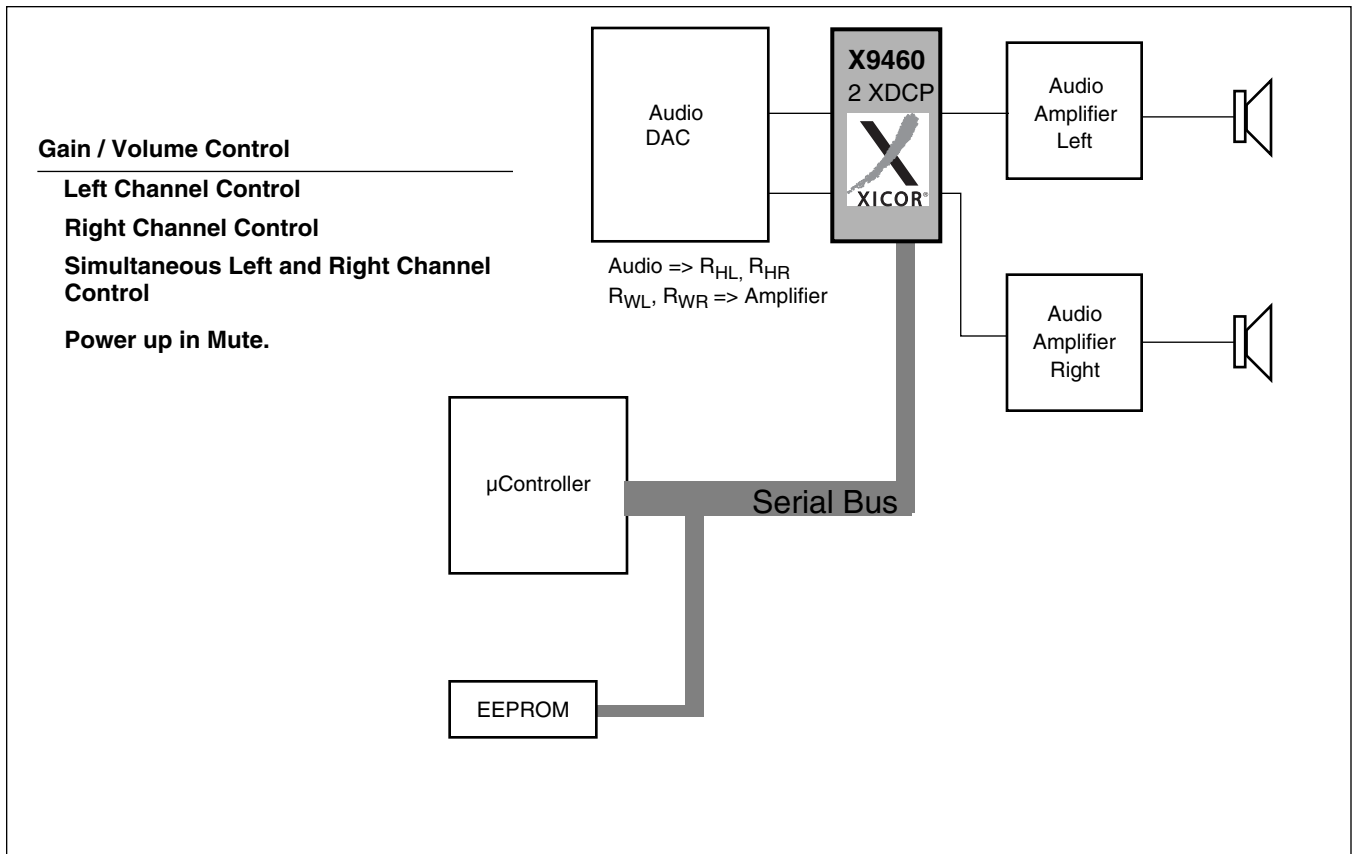 Gain / Volume Control
Left Channel Control
Right Channel Control
Simultaneous Left and Right Channel
Control
Power up in Mute.
Audio
DAC
X9460
2 XDCP
XICOR®
Audio
Amplifier
Left
Audio => RHL, RHR
RWL, RWR => Amplifier
Audio
Amplifier
Right
µController
Serial Bus
EEPROM